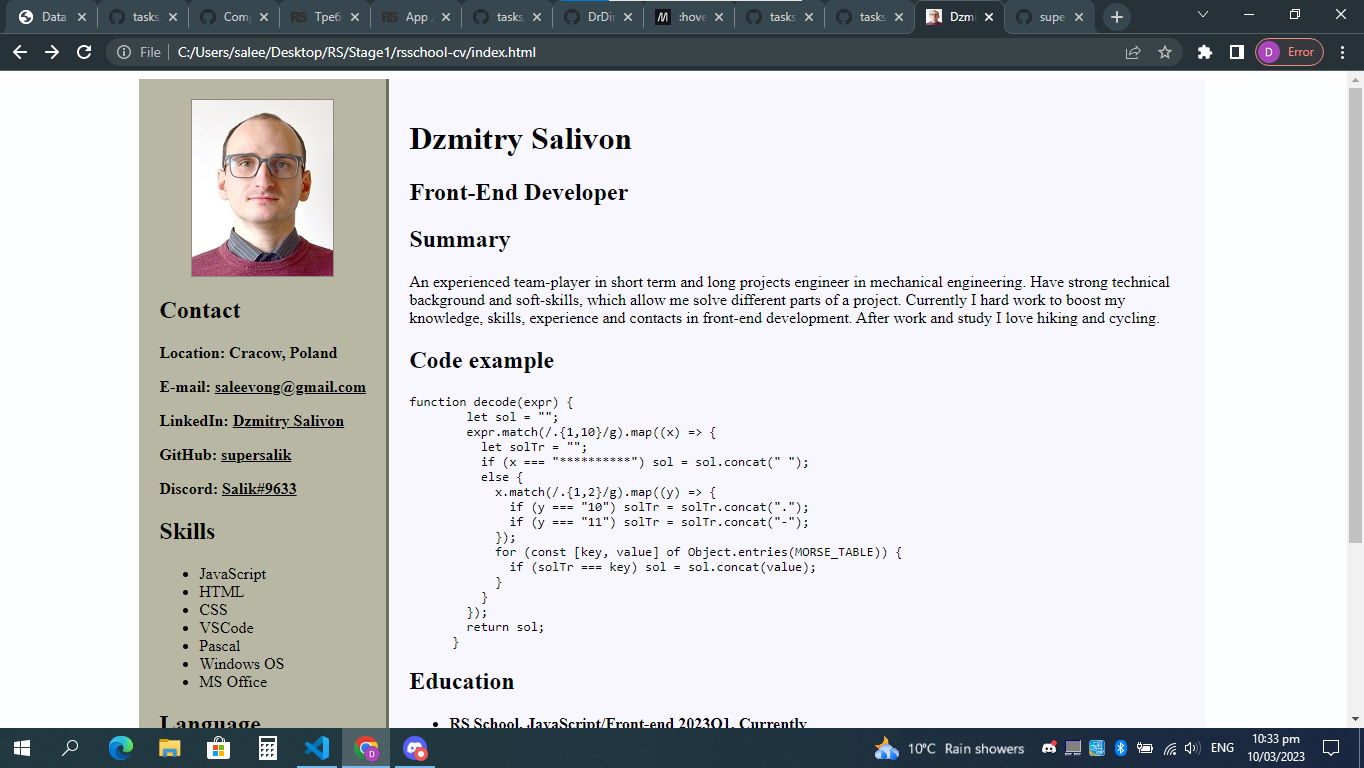 Data
tasks
Com
RS Треб
RS App
tasks
DrDi
M :hove
tasks
tasks
Dzmi
supe
File C:/Users/salee/Desktop/RS/Stage1/rsschool-cv/index.html
D Error
Dzmitry Salivon
Front-End Developer
Summary
An experienced team-player in short term and long projects engineer in mechanical engineering. Have strong technical
background and soft-skills, which allow me solve different parts of a project. Currently I hard work to boost my
knowledge, skills, experience and contacts in front-end development. After work and study I love hiking and cycling.
Code example
function decode(expr) {
let sol = "";
expr.match(/.{1,10}/g).map((x) => {
let solTr = "";
if (x === "**********") sol = sol.concat(" ");
else {
x.match(/.{1,2}/g).map((y) => {
if (y === "10") solTr = solTr.concat(".");
if (y === "11") solTr = solTr.concat("-");
});
for (const [key, value] of Object.entries(MORSE_TABLE)) {
if (solTr === key) sol = sol.concat(value);
}
}
});
return sol;
}
Education
• RS School, JavaScript/Front-end 2023Q1, Currently
Contact
Location: Cracow, Poland
E-mail: saleevong@gmail.com
LinkedIn: Dzmitry Salivon
GitHub: supersalik
Discord: Salik#9633
Skills
• JavaScript
• HTML
• CSS
• VSCode
• Pascal
• Windows OS
• MS Office
Language
10°C Rain showers
ENG
10:33 pm
10/03/2023